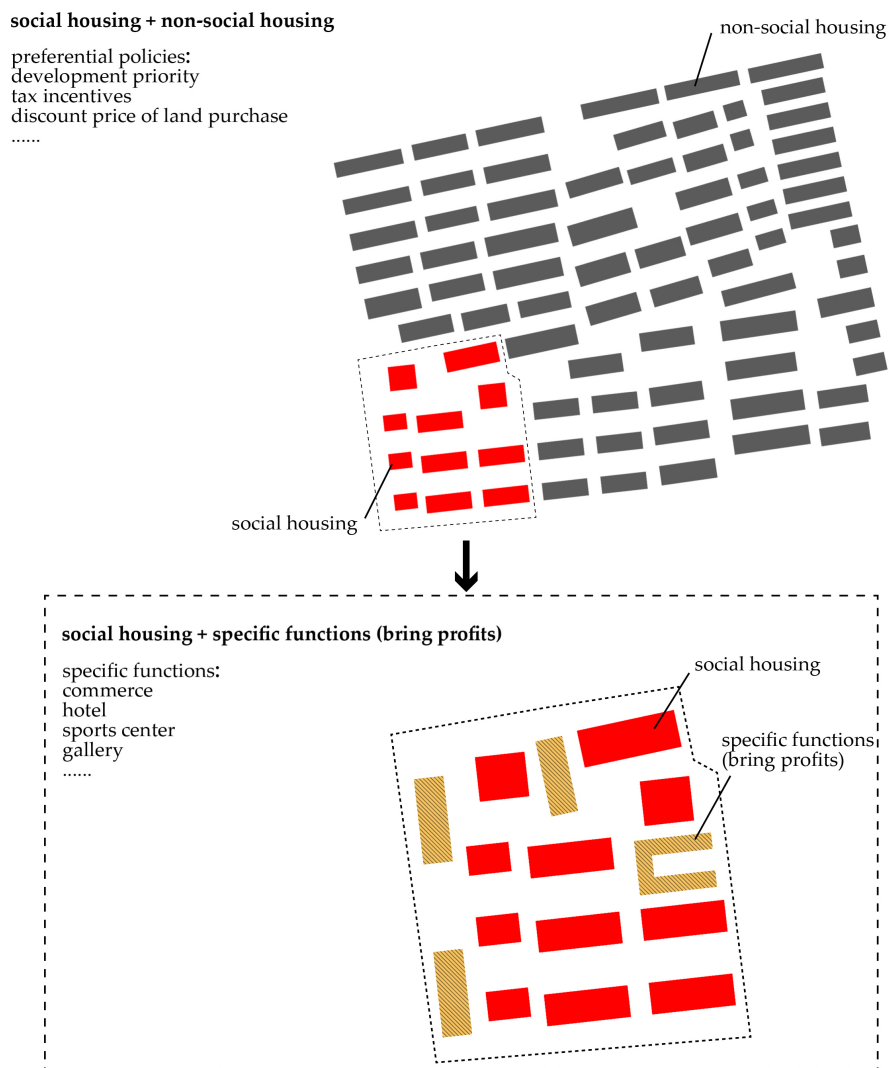 social housing + non-social housing
non-social housing
preferential policies:
development priority
tax incentives
discount price of land purchase
......
social housing
social housing + specific functions (bring profits)
specific functions:
commerce
hotel
sports center
gallery
......
social housing
specific functions
(bring profits)